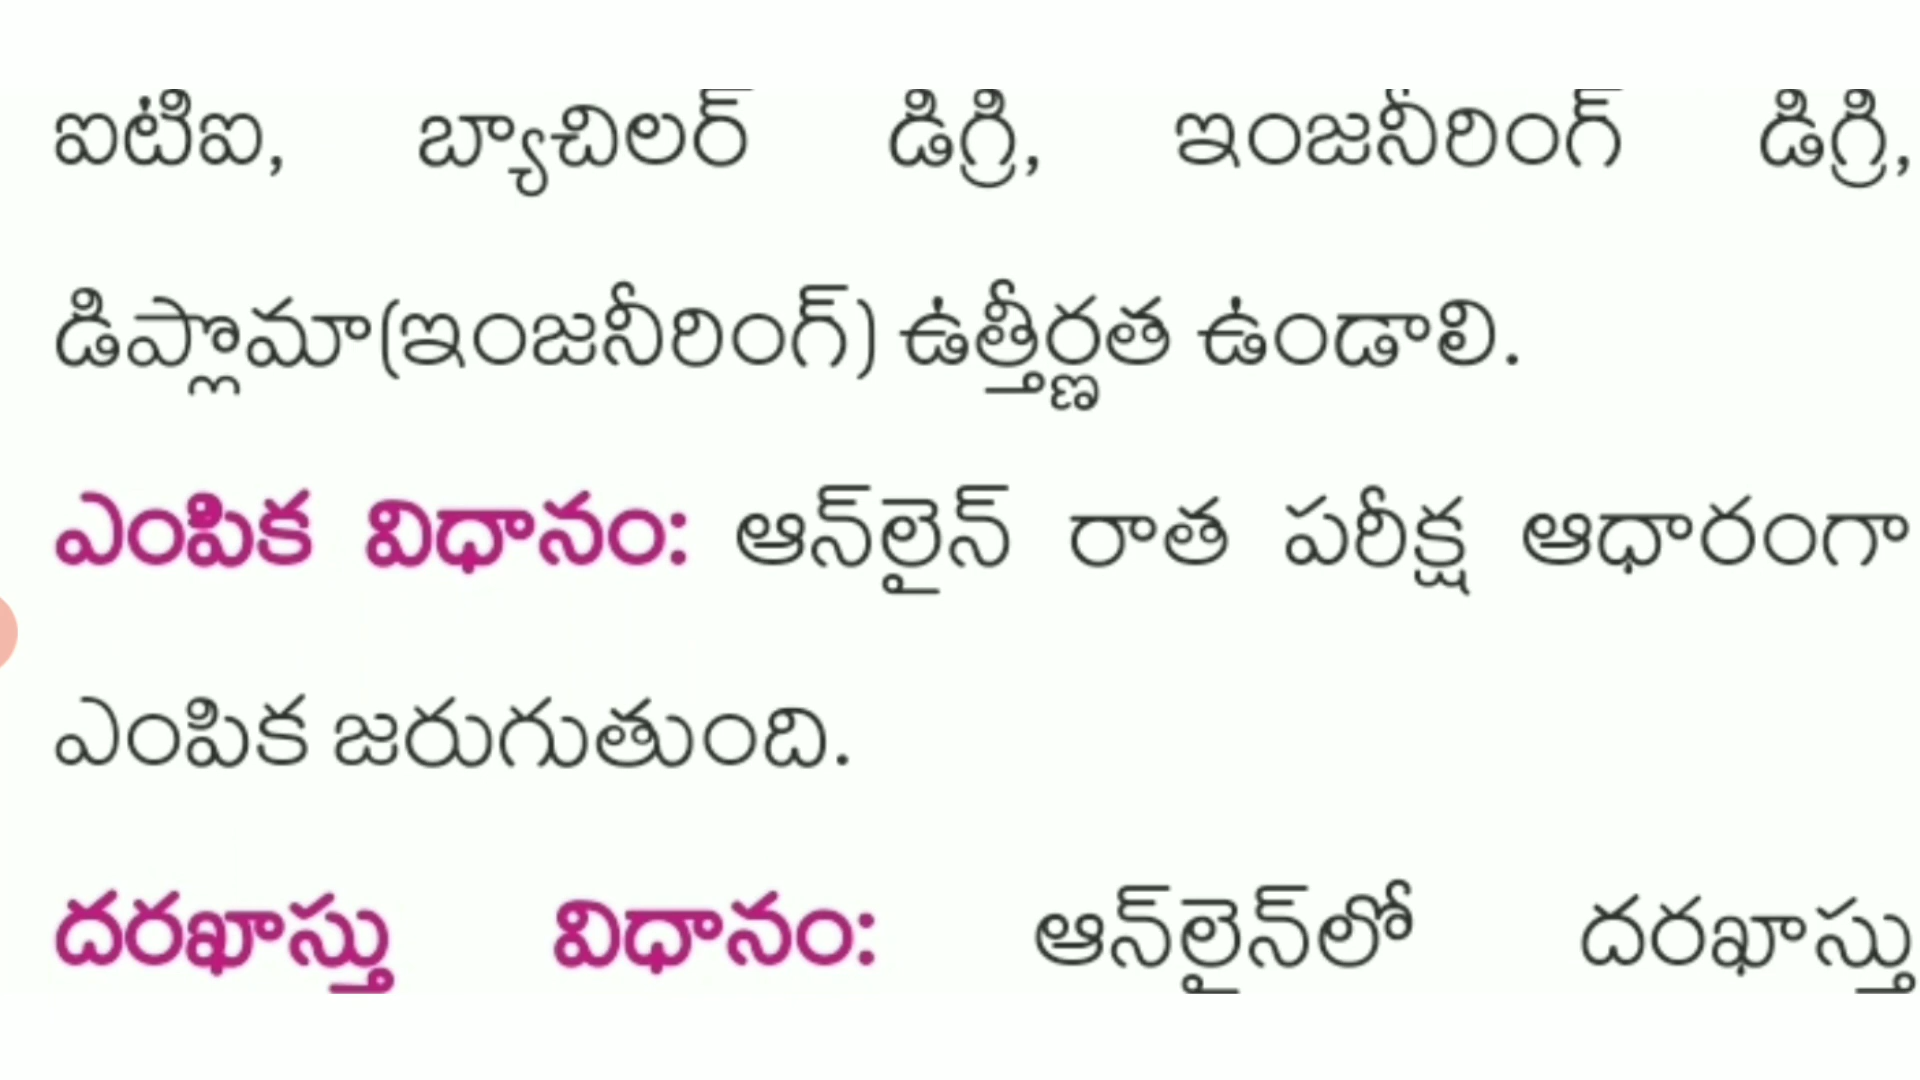 ఐటీఐ, బ్యాచిలర్ డిగ్రీ, ఇంజనీరింగ్ డిగ్రీ,
డిప్లొమా(ఇంజనీరింగ్) ఉత్తీర్ణత ఉండాలి.
ఎంపిక విధానం: ఆన్‌లైన్ రాత పరీక్ష ఆధారంగా
ఎంపిక జరుగుతుంది.
దరఖాస్తు విధానం: ఆన్‌లైన్‌లో దరఖాస్తు